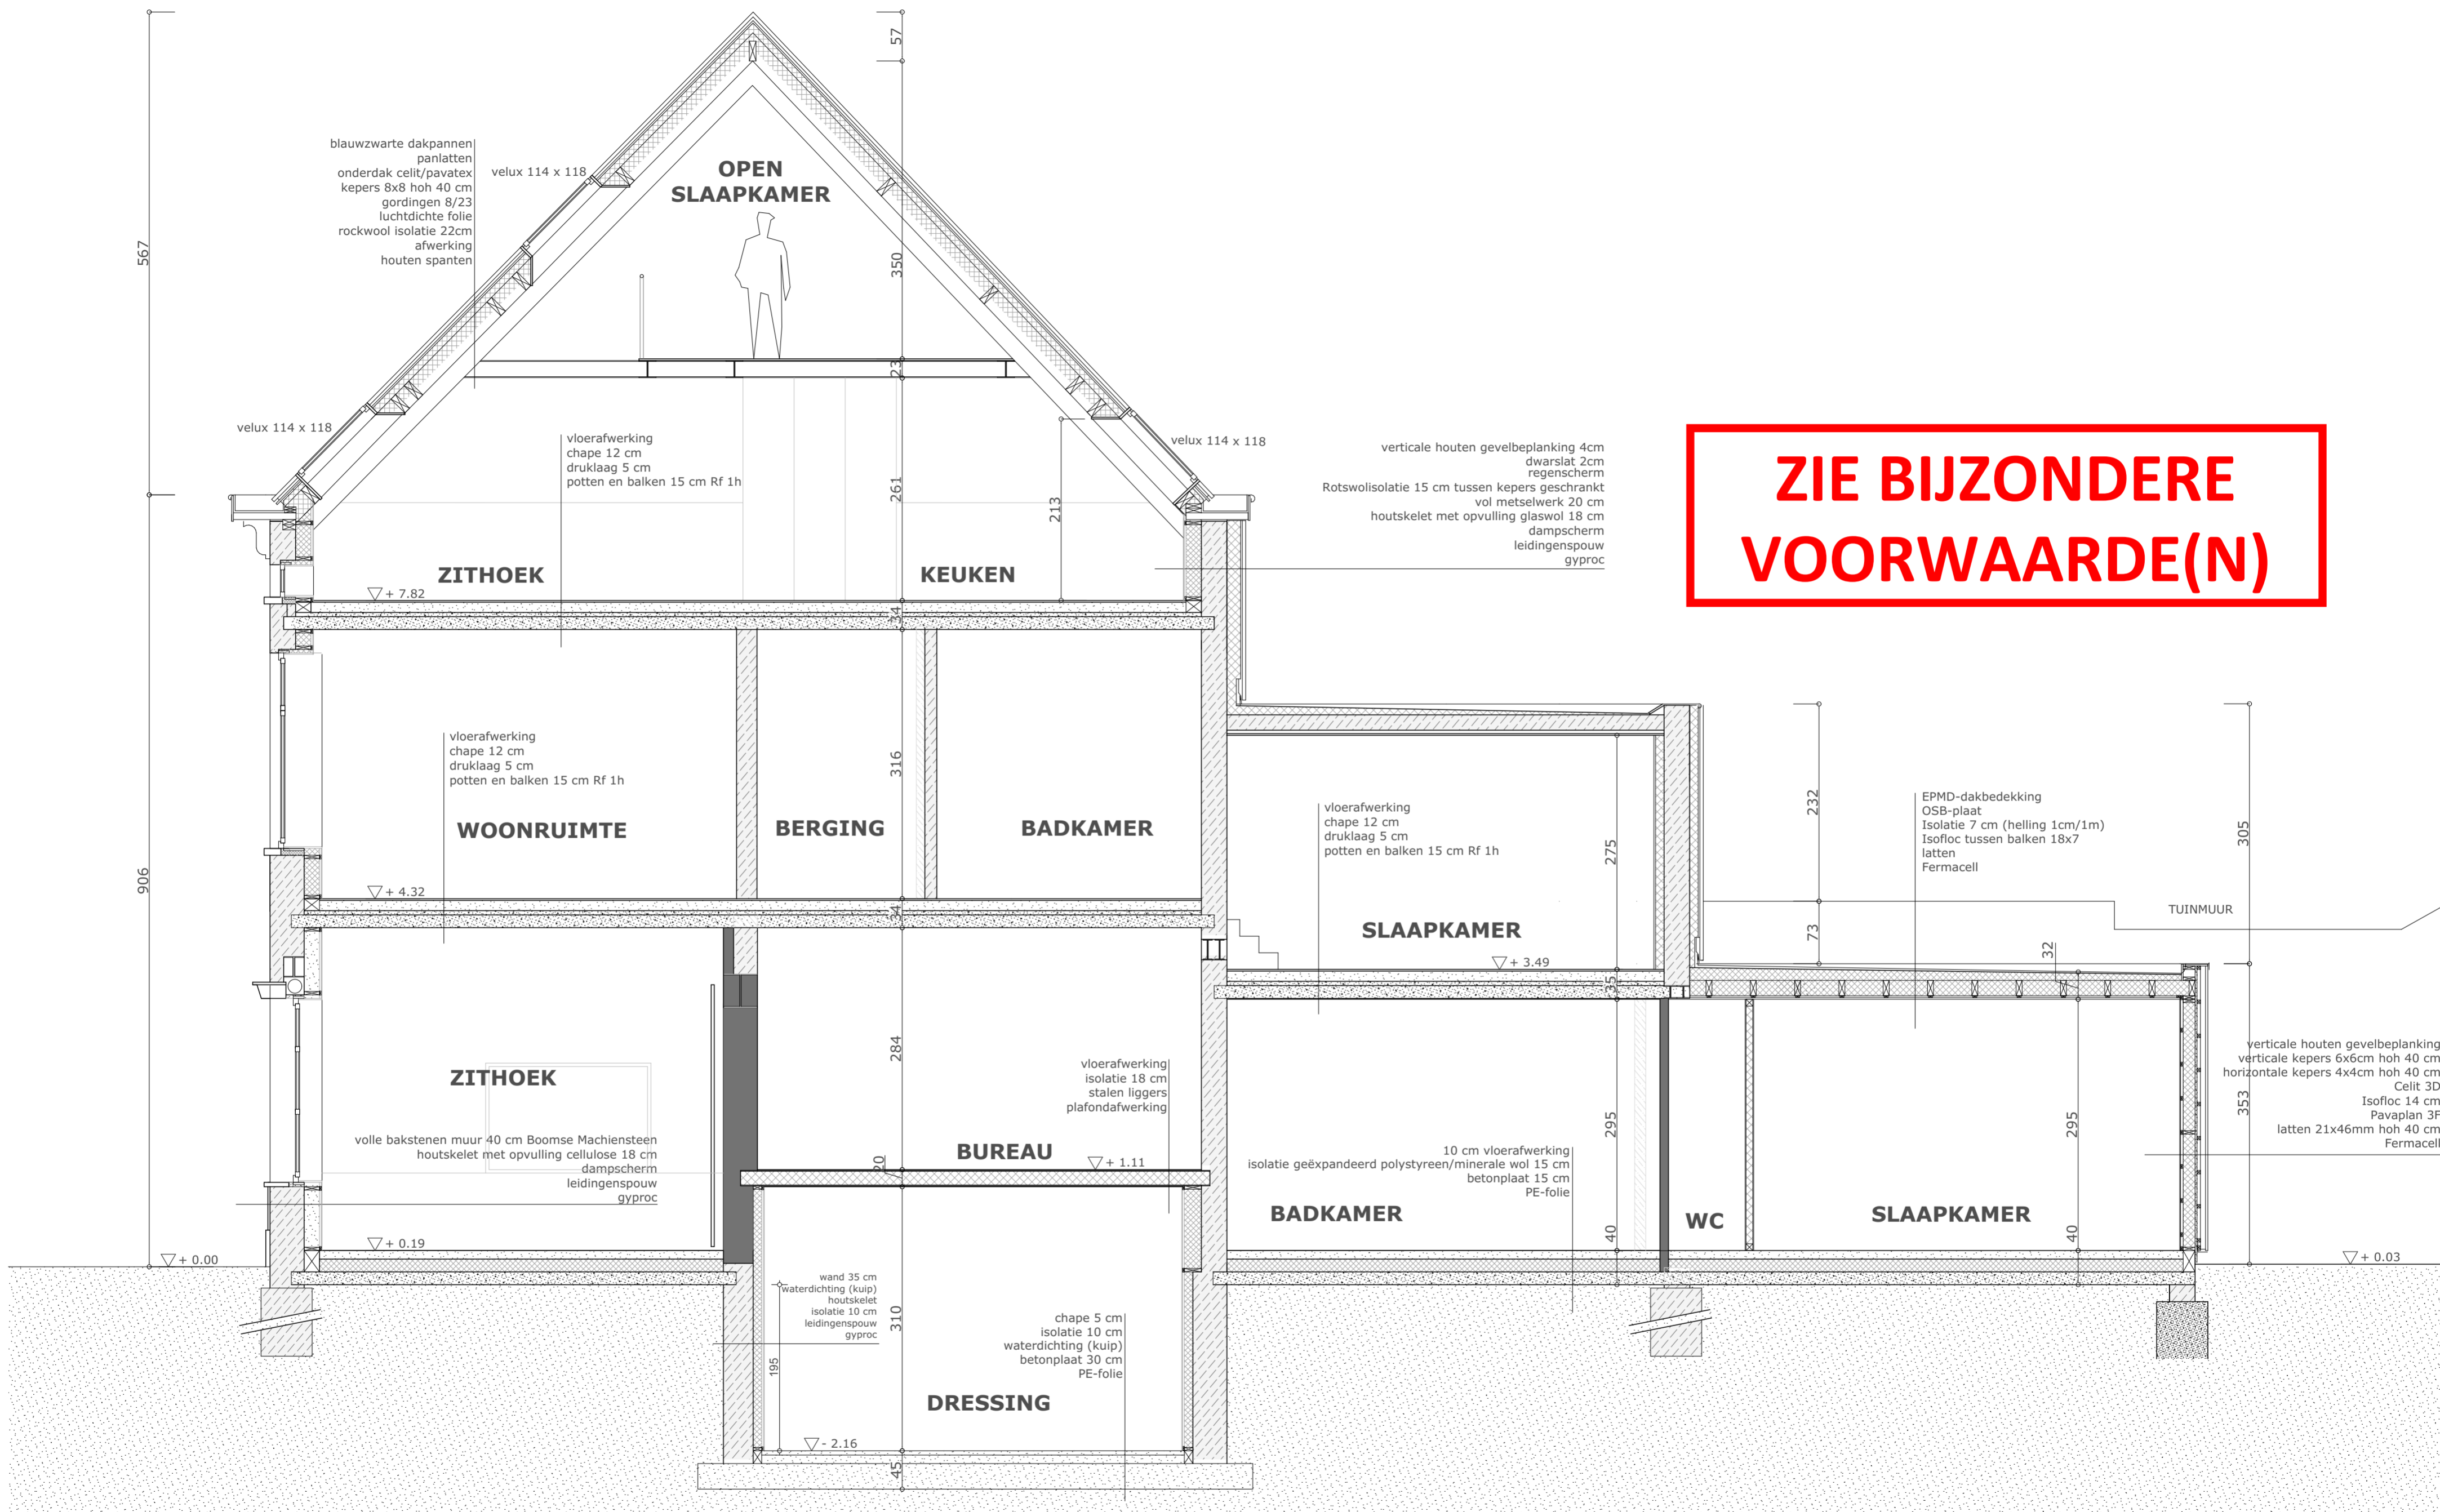 57
blauwzwarte dakpannen
panlatten
onderdak celit/pavatex
kepers 8x8 hoh 40 cm
gordingen 8/23
luchtdichte folie
rockwool isolatie 22cm
afwerking
houten spanten
velux 114 x 118
OPEN
SLAAPKAMER
567
350
23
velux 114 x 118
vloerafwerking
chape 12 cm
druklaag 5 cm
potten en balken 15 cm Rf 1h
261
213
velux 114 x 118
verticale houten gevelbeplanking 4cm
dwarslat 2cm
regenscherm
Rotswolisolatie 15 cm tussen kepers geschrankt
vol metselwerk 20 cm
houtskelet met opvulling glaswol 18 cm
dampscherm
leidingenspouw
gyproc
ZIE BIJZONDERE
VOORWAARDE(N)
ZITHOEK
KEUKEN
+ 7.82
34
vloerafwerking
chape 12 cm
druklaag 5 cm
potten en balken 15 cm Rf 1h
316
WOONRUIMTE
BERGING
BADKAMER
906
+ 4.32
34
vloerafwerking
chape 12 cm
druklaag 5 cm
potten en balken 15 cm Rf 1h
275
SLAAPKAMER
+ 3.49
35
232
73
EPMD-dakbedekking
OSB-plaat
Isolatie 7 cm (helling 1cm/1m)
Isofloc tussen balken 18x7
latten
Fermacell
305
TUINMUUR
32
ZITHOEK
volle bakstenen muur 40 cm Boomse Machiensteen
houtskelet met opvulling cellulose 18 cm
dampscherm
leidingenspouw
gyproc
+ 0.19
+ 0.00
284
vloerafwerking
isolatie 18 cm
stalen liggers
plafondafwerking
BUREAU
20
+ 1.11
10 cm vloerafwerking
isolatie geëxpandeerd polystyreen/minerale wol 15 cm
betonplaat 15 cm
PE-folie
BADKAMER
295
40
WC
SLAAPKAMER
295
40
353
verticale houten gevelbeplanking
verticale kepers 6x6cm hoh 40 cm
horizontale kepers 4x4cm hoh 40 cm
Celit 3D
Isofloc 14 cm
Pavaplan 3F
latten 21x46mm hoh 40 cm
Fermacell
+ 0.03
wand 35 cm
waterdichting (kuip)
houtskelet
isolatie 10 cm
leidingenspouw
gyproc
195
310
chape 5 cm
isolatie 10 cm
waterdichting (kuip)
betonplaat 30 cm
PE-folie
DRESSING
- 2.16
45